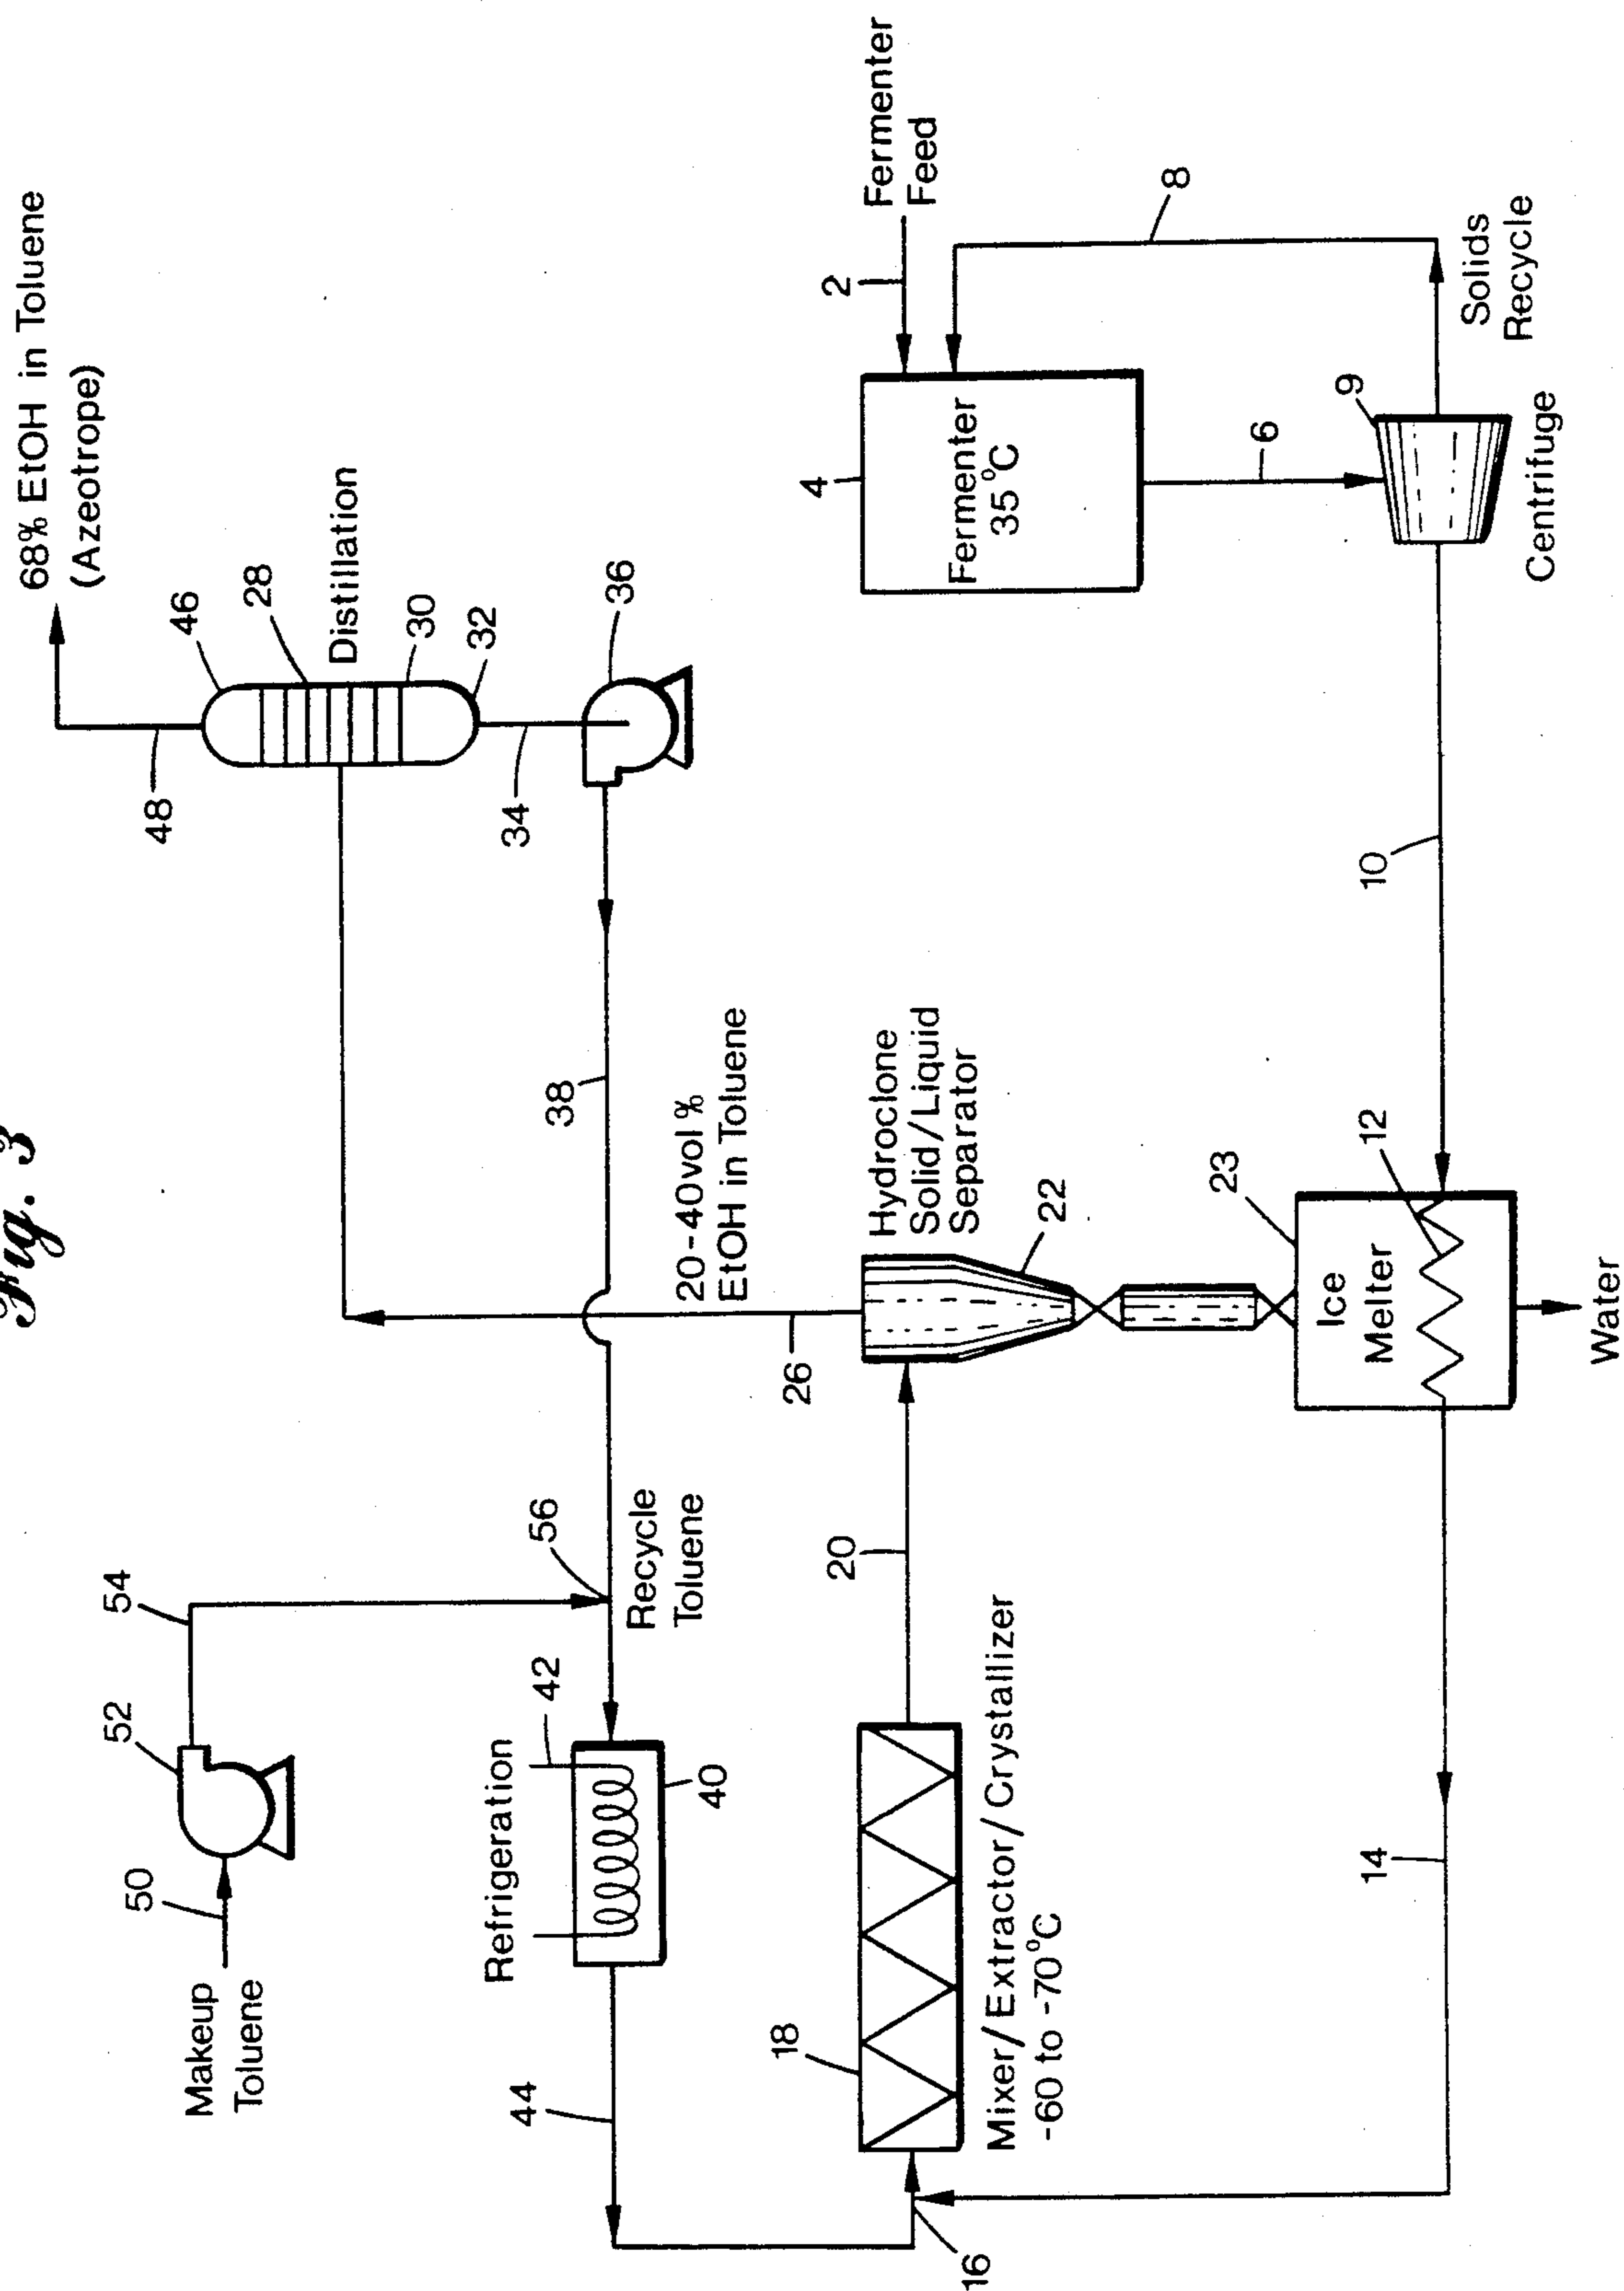 Fig. 3
68% EtOH in Toluene
(Azeotrope)
46
28
Distillation
30
32
48
34
36
Makeup
Toluene
50
52
54
56
Recycle
Toluene
38
Refrigeration
42
40
44
20-40vol %
EtOH in Toluene
26
Hydroclone
Solid/Liquid
Separator
22
20
18
Mixer/Extractor/Crystallizer
-60 to -70°C
16
14
23
Ice
Melter
12
Water
10
Fermenter
Feed
2
4
Fermenter
35°C
6
8
Solids
Recycle
9
Centrifuge